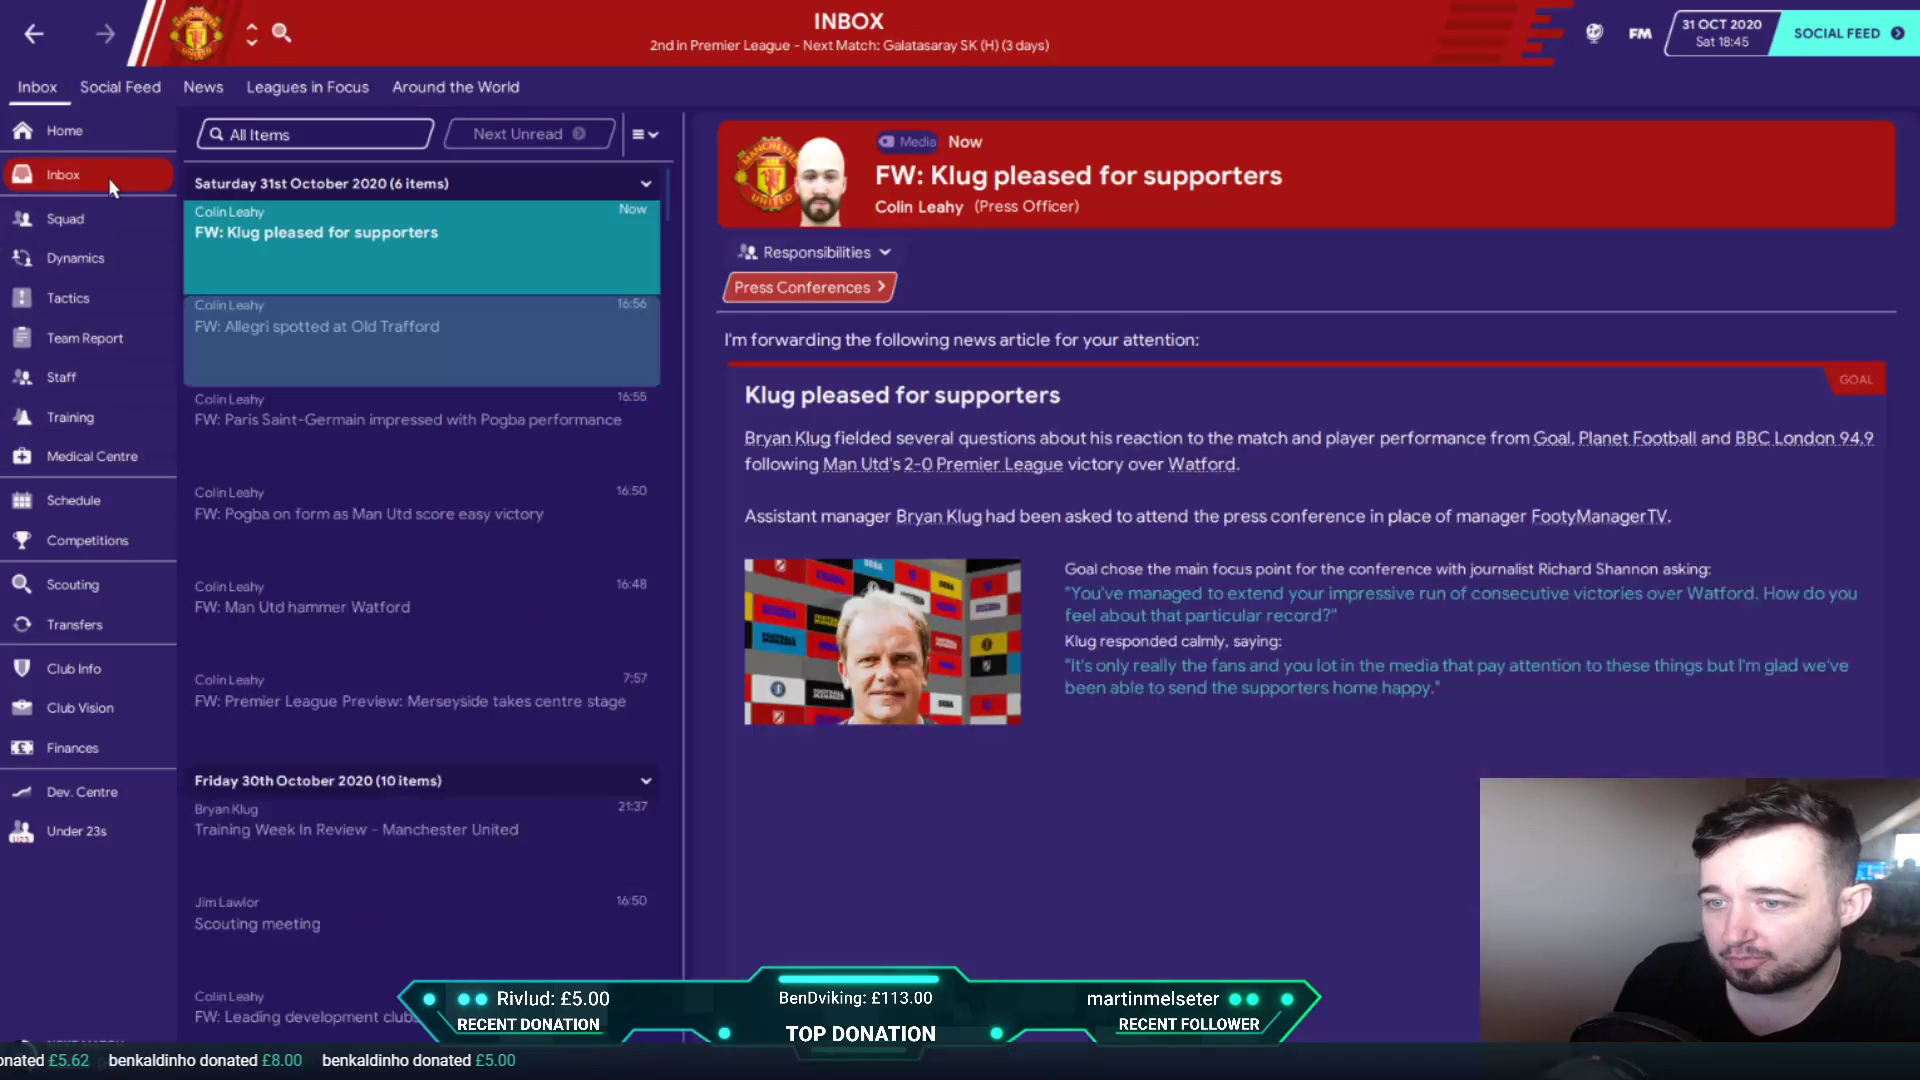 INBOX
2nd in Premier League - Next Match: Galatasaray SK (H) (3 days)
FM
31 OCT 2020
Sat 18:45
SOCIAL FEED
Inbox
Social Feed
News
Leagues in Focus
Around the World
Home
Inbox
Squad
Dynamics
Tactics
Team Report
Staff
Training
Medical Centre
Schedule
Competitions
Scouting
Transfers
Club Info
Club Vision
Finances
Dev. Centre
Under 23s
All Items
Next Unread
Saturday 31st October 2020 (6 items)
Colin Leahy
Now
FW: Klug pleased for supporters
Colin Leahy
16:56
FW: Allegri spotted at Old Trafford
Colin Leahy
16:55
FW: Paris Saint-Germain impressed with Pogba performance
Colin Leahy
16:50
FW: Pogba on form as Man Utd score easy victory
Colin Leahy
16:48
FW: Man Utd hammer Watford
Colin Leahy
7:57
FW: Premier League Preview: Merseyside takes centre stage
Friday 30th October 2020 (10 items)
Bryan Klug
21:37
Training Week In Review - Manchester United
Jim Lawlor
16:50
Scouting meeting
Colin Leahy
FW: Leading development clubs
Media
Now
FW: Klug pleased for supporters
Colin Leahy (Press Officer)
Responsibilities
Press Conferences
I'm forwarding the following news article for your attention:
GOAL
Klug pleased for supporters
Bryan Klug fielded several questions about his reaction to the match and player performance from Goal, Planet Football and BBC London 94.9
following Man Utd's 2-0 Premier League victory over Watford.
Assistant manager Bryan Klug had been asked to attend the press conference in place of manager FootyManagerTV.
Goal chose the main focus point for the conference with journalist Richard Shannon asking:
"You've managed to extend your impressive run of consecutive victories over Watford. How do you
feel about that particular record?"
Klug responded calmly, saying:
"It's only really the fans and you lot in the media that pay attention to these things but I'm glad we've
been able to send the supporters home happy."
Rivlud: £5.00
RECENT DONATION
BenDviking: £113.00
TOP DONATION
martinmelseter
RECENT FOLLOWER
onated £5.62 benkaldinho donated £8.00 benkaldinho donated £5.00